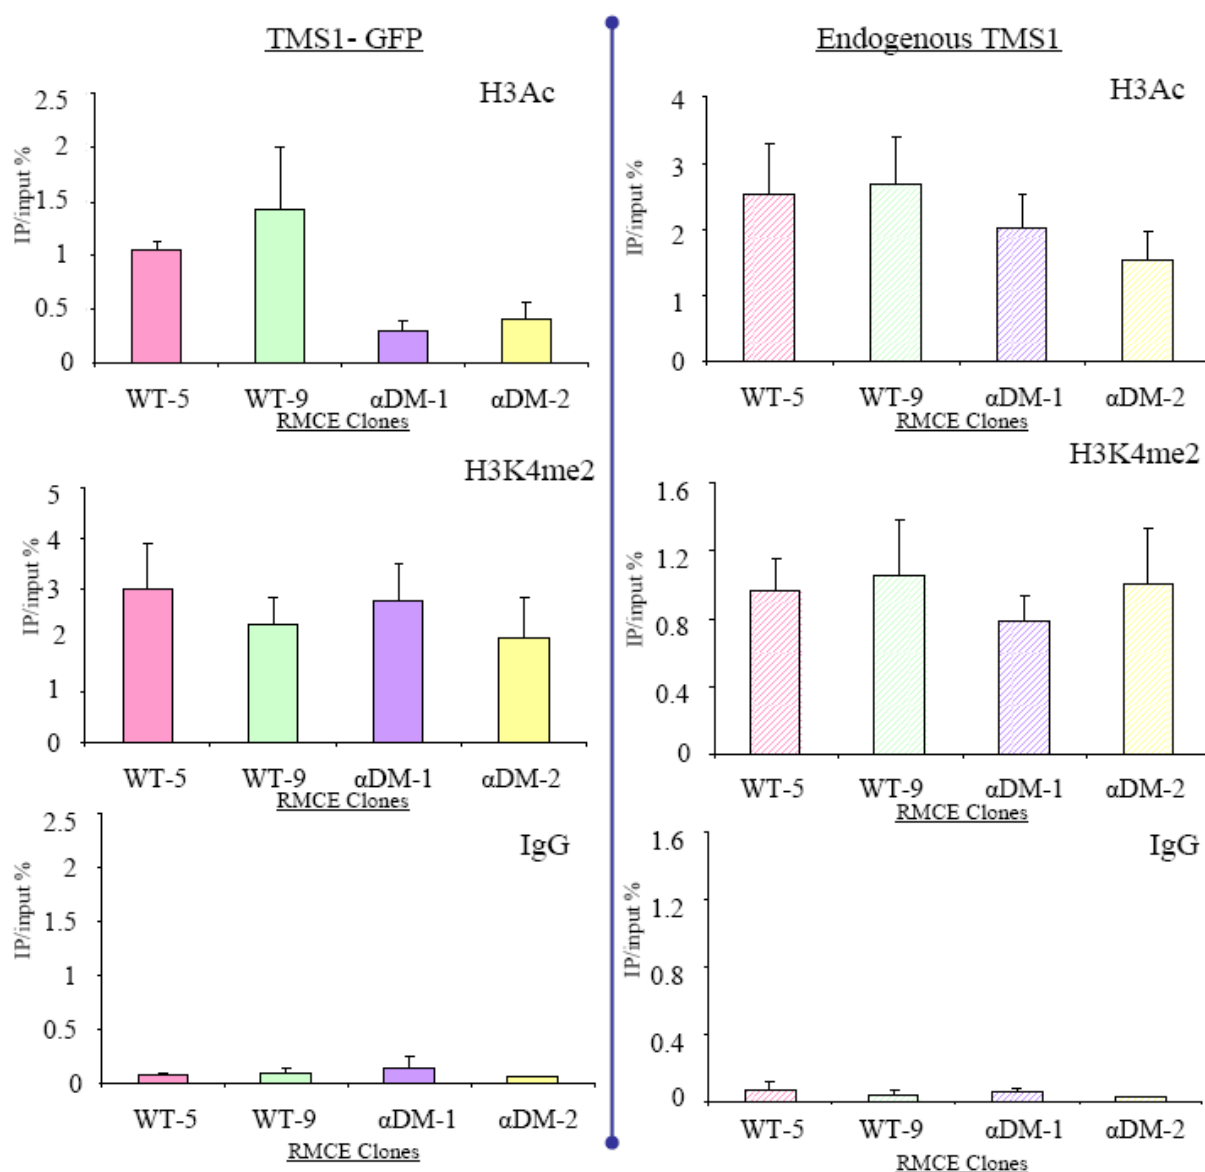 TMS1- GFP
H3Ac
IP/input %
2.5
2
1.5
1
0.5
0
WT-5 WT-9 αDM-1 αDM-2
RMCE Clones
H3K4me2
IP/input %
5
4
3
2
1
0
WT-5 WT-9 αDM-1 αDM-2
RMCE Clones
IgG
IP/input %
2.5
2
1.5
1
0.5
0
WT-5 WT-9 αDM-1 αDM-2
RMCE Clones
Endogenous TMS1
H3Ac
IP/input %
4
3
2
1
0
WT-5 WT-9 αDM-1 αDM-2
RMCE Clones
H3K4me2
IP/input %
1.6
1.2
0.8
0.4
0
WT-5 WT-9 αDM-1 αDM-2
RMCE Clones
IgG
IP/input %
1.6
1.2
0.8
0.4
0
WT-5 WT-9 αDM-1 αDM-2
RMCE Clones